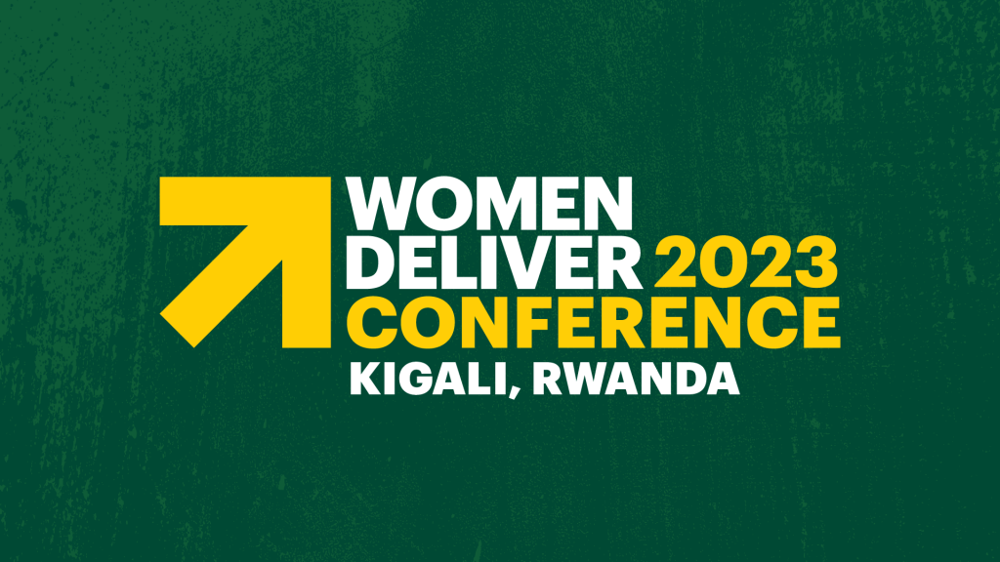 WOMEN
DELIVER 2023
CONFERENCE
KIGALI, RWANDA